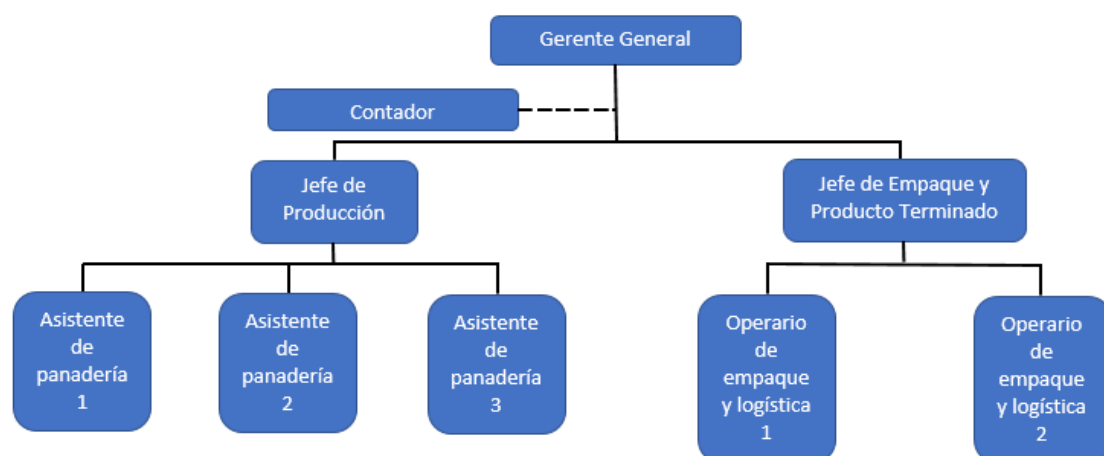 Gerente General
Contador
Jefe de
Producción
Jefe de Empaque y
Producto Terminado
Asistente
de
panadería
1
Asistente
de
panadería
2
Asistente
de
panadería
3
Operario
de
empaque
y logística
1
Operario
de
empaque
y logística
2